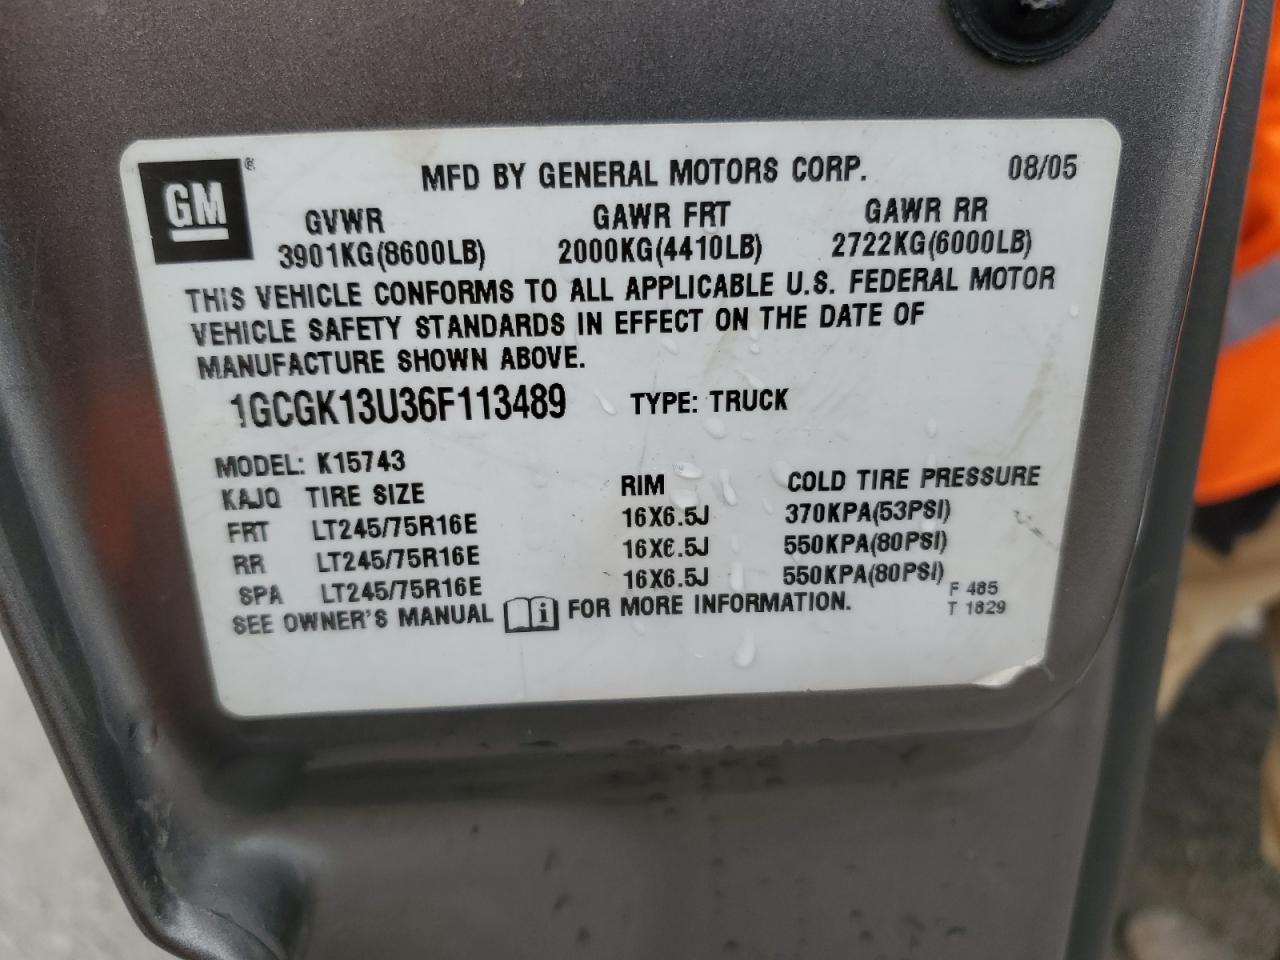 GM ®
MFD BY GENERAL MOTORS CORP. 08/05
GVWR GAWR FRT GAWR RR
3901KG(8600LB) 2000KG(4410LB) 2722KG(6000LB)
THIS VEHICLE CONFORMS TO ALL APPLICABLE U.S. FEDERAL MOTOR
VEHICLE SAFETY STANDARDS IN EFFECT ON THE DATE OF
MANUFACTURE SHOWN ABOVE.
1GCGK13U36F113489 TYPE: TRUCK
MODEL: K15743
KAJQ TIRE SIZE RIM COLD TIRE PRESSURE
FRT LT245/75R16E 16X6.5J 370KPA(53PSI)
RR LT245/75R16E 16X6.5J 550KPA(80PSI)
SPA LT245/75R16E 16X6.5J 550KPA(80PSI)
SEE OWNER'S MANUAL i FOR MORE INFORMATION.
F 485
T 1829